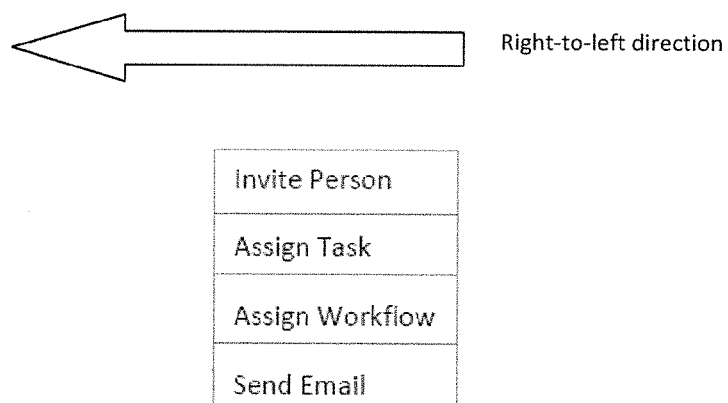 Right-to-left direction
Invite Person
Assign Task
Assign Workflow
Send Email